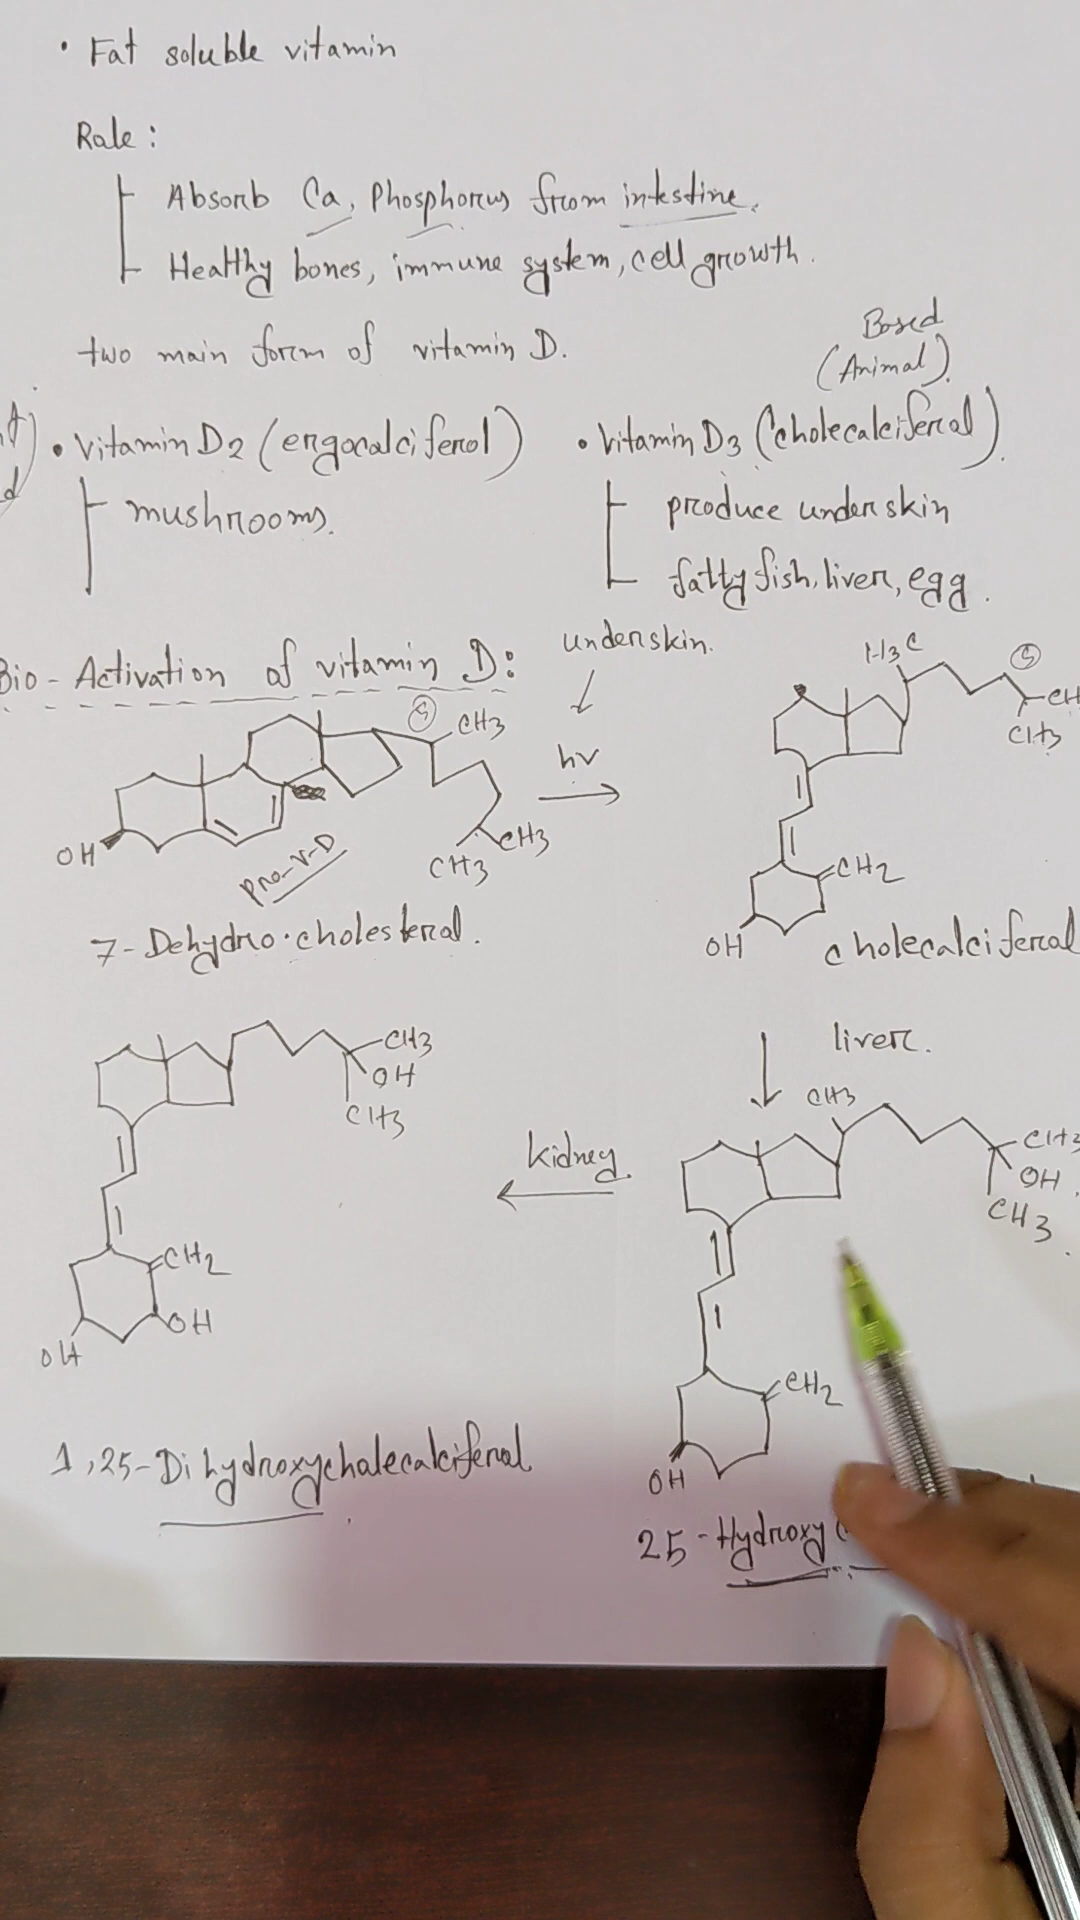 • Fat soluble vitamin
Role:
Absorb Ca, Phosphorus from intestine.
Healthy bones, immune system, cell growth.
two main form of vitamin D.
Based
(Animal)
• Vitamin D2 (ergocalciferol)
• Vitamin D3 (cholecalciferol).
mushrooms.
produce under skin
fatty fish, liver, egg.
Bio-Activation of vitamin D:
under skin.
hv
5
CH3
OH
CH3
CH3
Pro-V-D
7-Dehydro-cholesterol.
H3C
5
CH
CH3
CH2
OH
cholecalciferol
liver.
CH3
OH
CH3
CH2
OH
OH
1,25-Dihydroxycholecalciferol.
kidney.
CH3
CH3
OH.
CH3.
CH2
OH
25-Hydroxy